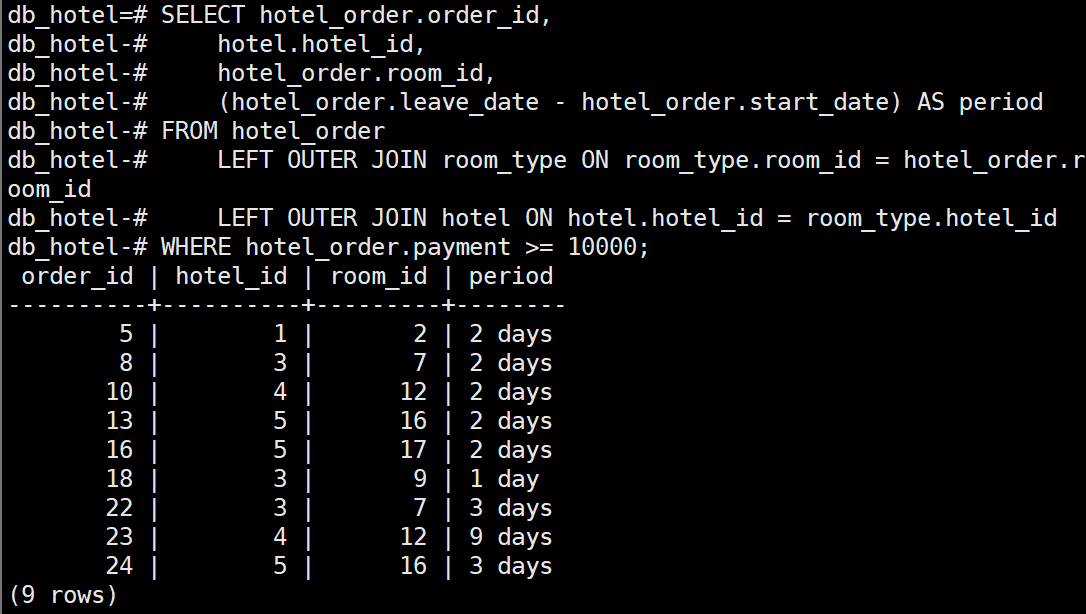 db_hotel=# SELECT hotel_order.order_id,
db_hotel-#     hotel.hotel_id,
db_hotel-#     hotel_order.room_id,
db_hotel-#     (hotel_order.leave_date - hotel_order.start_date) AS period
db_hotel-# FROM hotel_order
db_hotel-#     LEFT OUTER JOIN room_type ON room_type.room_id = hotel_order.r
oom_id
db_hotel-#     LEFT OUTER JOIN hotel ON hotel.hotel_id = room_type.hotel_id
db_hotel-# WHERE hotel_order.payment >= 10000;
 order_id | hotel_id | room_id | period
----------+----------+---------+--------
        5 |        1 |       2 | 2 days
        8 |        3 |       7 | 2 days
       10 |        4 |      12 | 2 days
       13 |        5 |      16 | 2 days
       16 |        5 |      17 | 2 days
       18 |        3 |       9 | 1 day
       22 |        3 |       7 | 3 days
       23 |        4 |      12 | 9 days
       24 |        5 |      16 | 3 days
(9 rows)